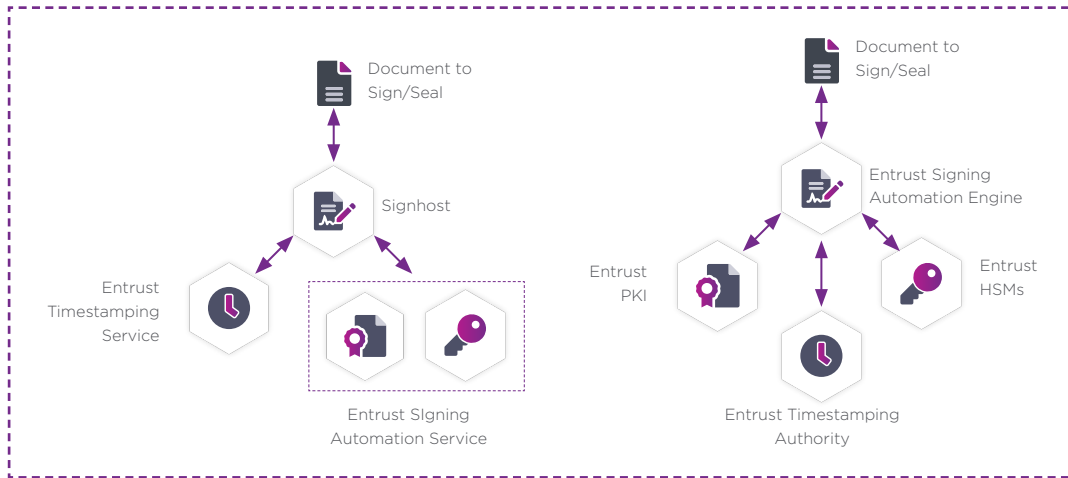 Document to
Sign/Seal
Signhost
Entrust
Timestamping
Service
Entrust SIgning
Automation Service
Document to
Sign/Seal
Entrust Signing
Automation Engine
Entrust
PKI
Entrust
HSMs
Entrust Timestamping
Authority